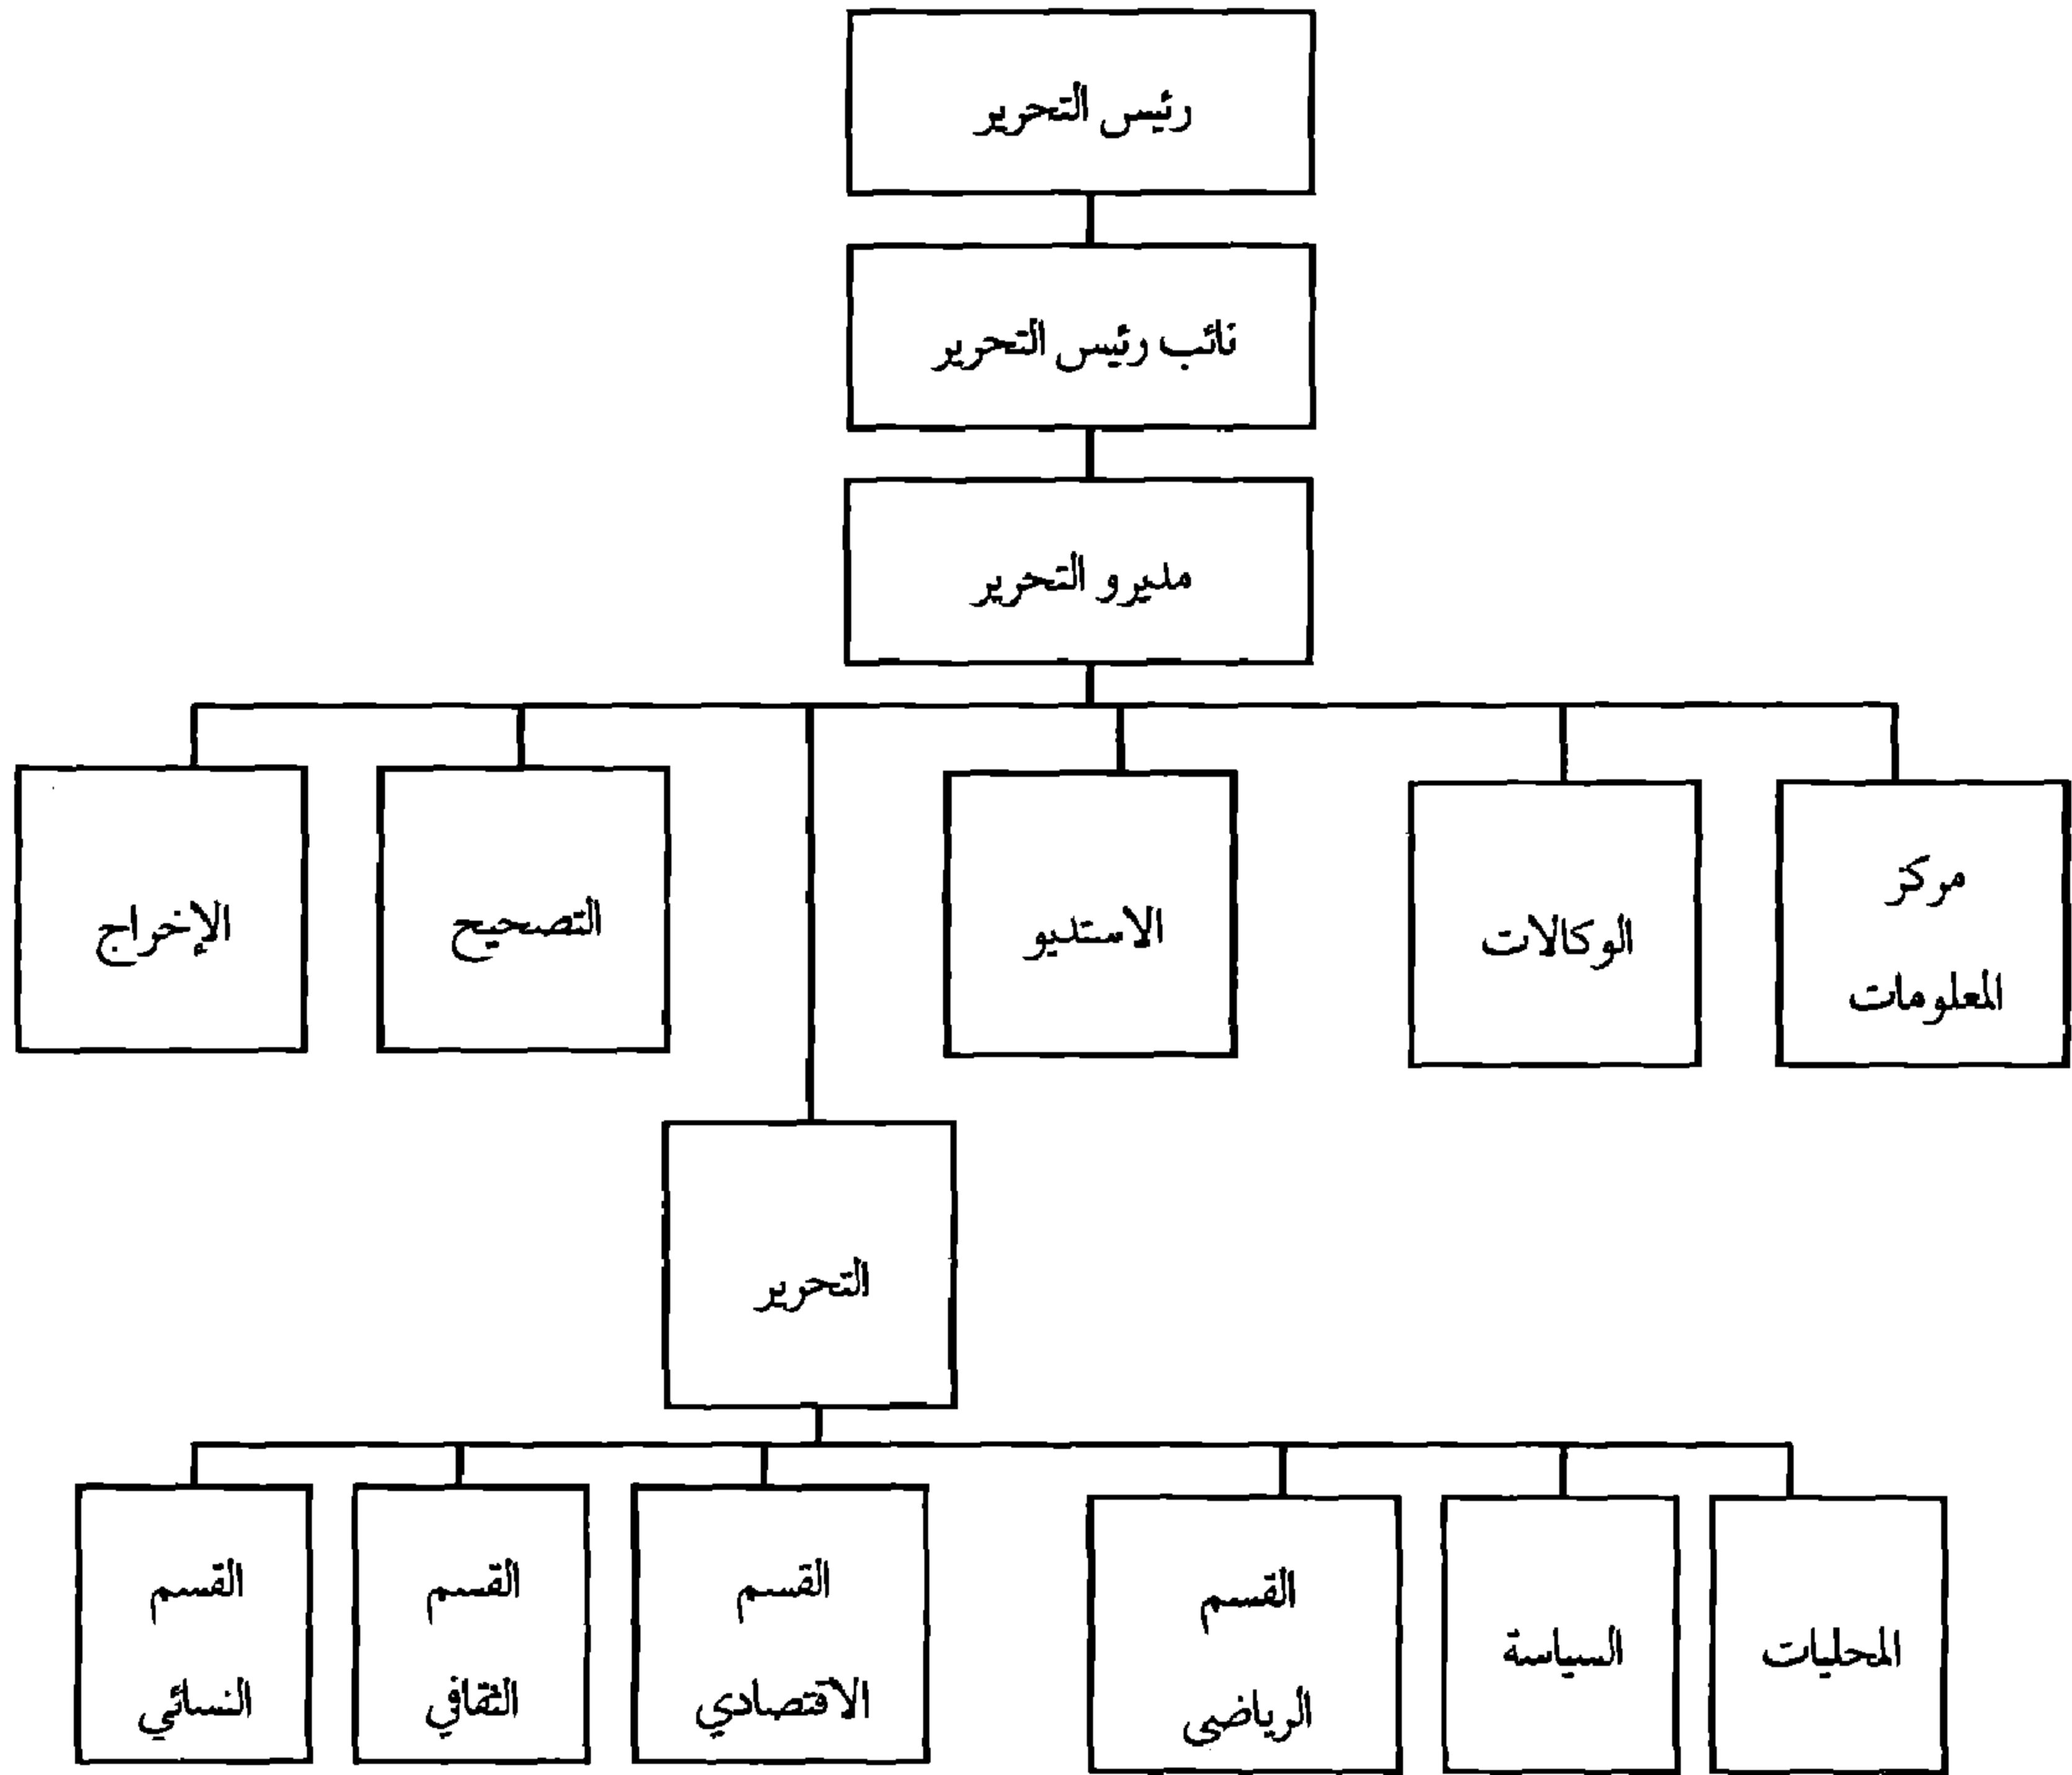 رئيس التحرير
نائب رئيس التحرير
مديرو التحرير
مركز
المعلومات
الوكالات
الاستديو
التصحيح
الإخراج
التحرير
المحليات
السياسة
القسم
الرياضي
القسم
الاقتصادي
القسم
الثقافي
القسم
النسائي